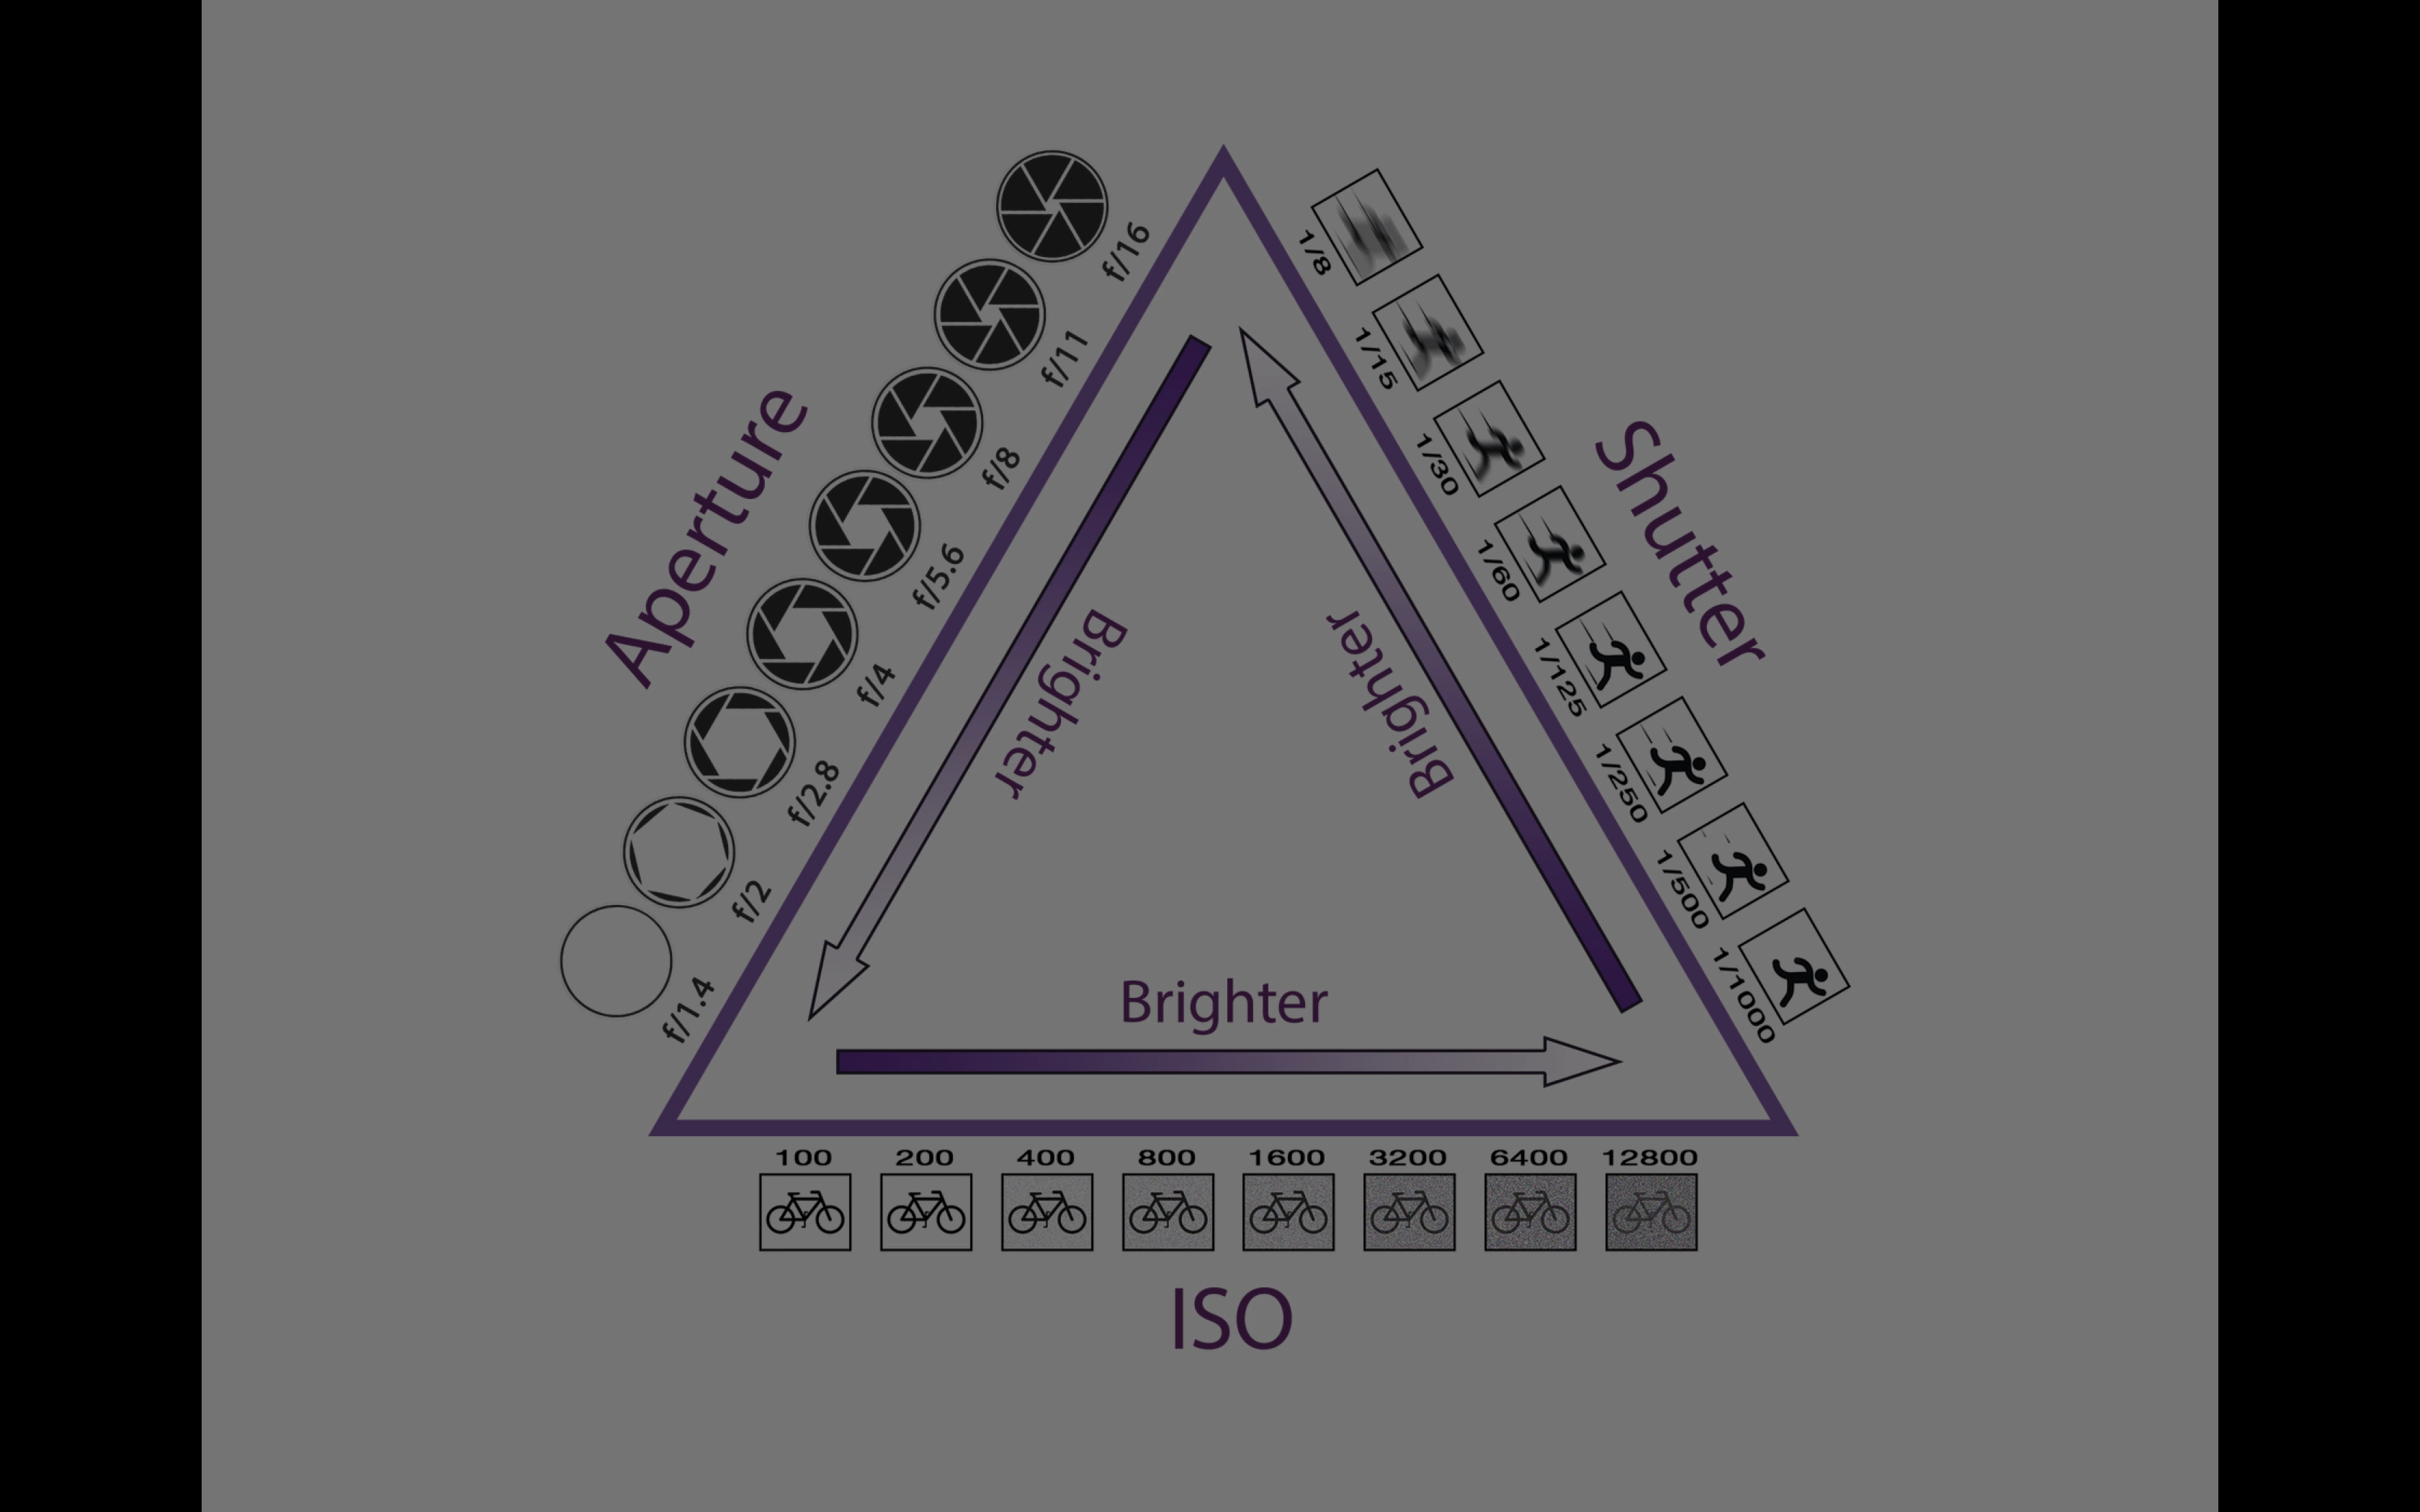 Aperture
f/16
f/11
f/8
f/5.6
f/4
f/2.8
f/2
f/1.4
Shutter
1/8
1/15
1/30
1/60
1/125
1/250
1/500
1/1000
Brighter
Brighter
Brighter
100 200 400 800 1600 3200 6400 12800
ISO